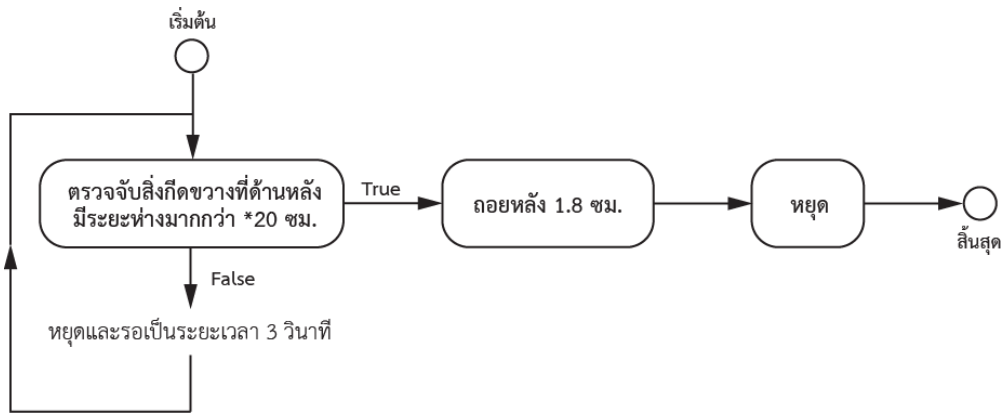 เริ่มต้น
ตรวจจับสิ่งกีดขวางที่ด้านหลัง
มีระยะห่างมากกว่า *20 ซม.
True
ถอยหลัง 1.8 ซม.
หยุด
สิ้นสุด
False
หยุดและรอเป็นระยะเวลา 3 วินาที